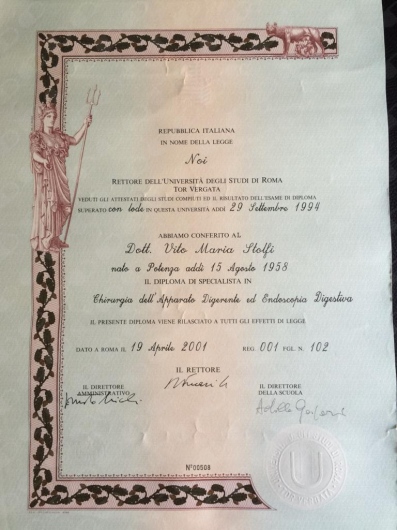 REPUBBLICA ITALIANA
IN NOME DELLA LEGGE
Noi
RETTORE DELL'UNIVERSITÀ DEGLI STUDI DI ROMA
TOR VERGATA
VEDUTI GLI ATTESTATI DEGLI STUDI COMPIUTI ED IL RISULTATO DELL'ESAME DI DIPLOMA
SUPERATO con lode IN QUESTA UNIVERSITÀ ADDÌ 29 Settembre 1994
ABBIAMO CONFERITO AL
Dott. Vito Maria Stolfi
nato a Potenza addì 15 Agosto 1958
IL DIPLOMA DI SPECIALISTA IN
Chirurgia dell'Apparato Digerente ed Endoscopia Digestiva
IL PRESENTE DIPLOMA VIENE RILASCIATO A TUTTI GLI EFFETTI DI LEGGE
DATO A ROMA IL 19 Aprile 2001 REG. 001 FGL N. 102
IL RETTORE
IL DIRETTORE AMMINISTRATIVO
IL DIRETTORE DELLA SCUOLA
N°00508